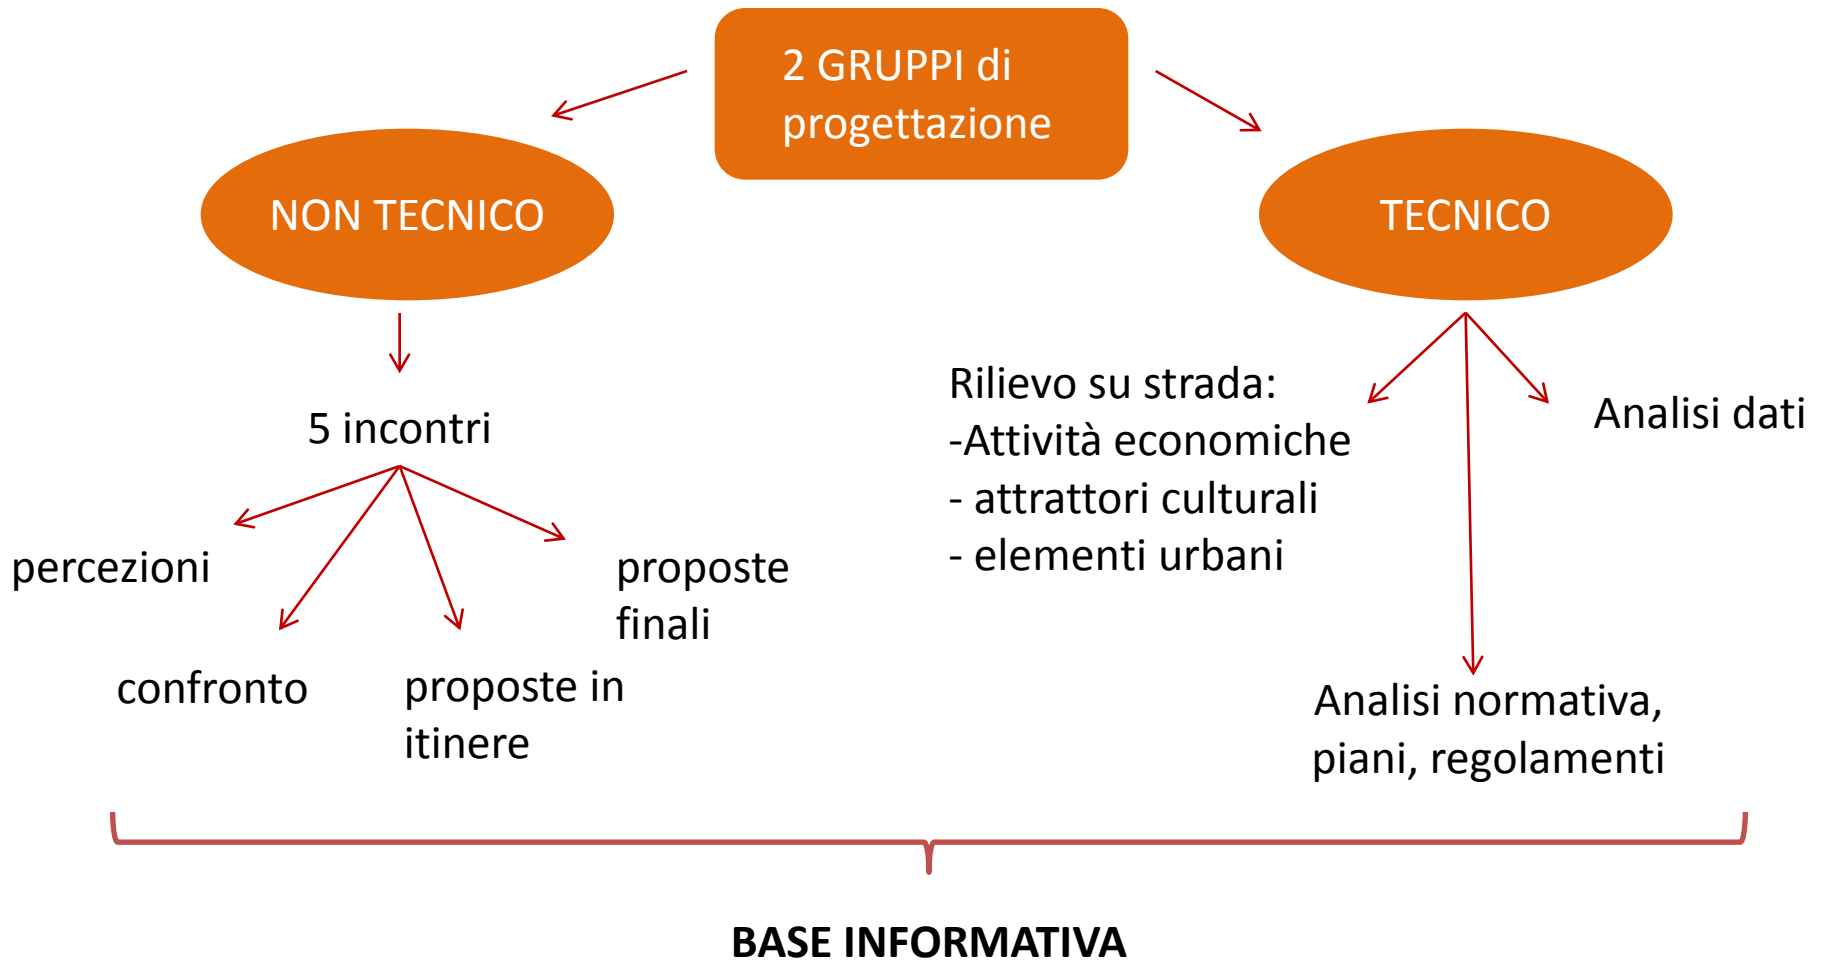 2 GRUPPI di
progettazione
NON TECNICO
TECNICO
5 incontri
percezioni
confronto
proposte in
itinere
proposte
finali
Rilievo su strada:
-Attività economiche
- attrattori culturali
- elementi urbani
Analisi dati
Analisi normativa,
piani, regolamenti
BASE INFORMATIVA